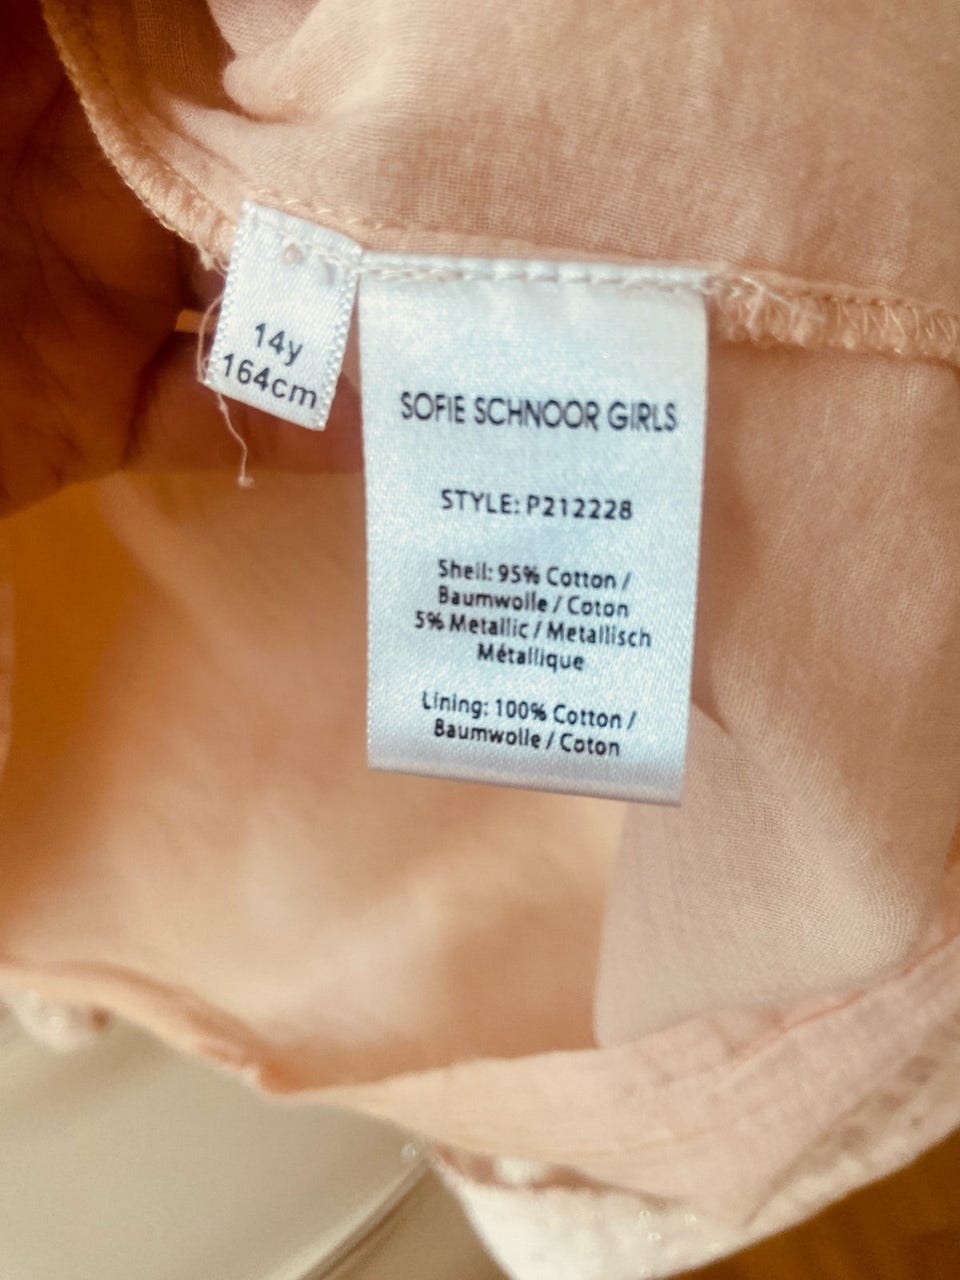 14y
164cm
SOFIE SCHNOOR GIRLS
STYLE: P212228
Shell: 95% Cotton /
Baumwolle / Coton
5% Metallic / Metallisch
Métallique
Lining: 100% Cotton /
Baumwolle / Coton